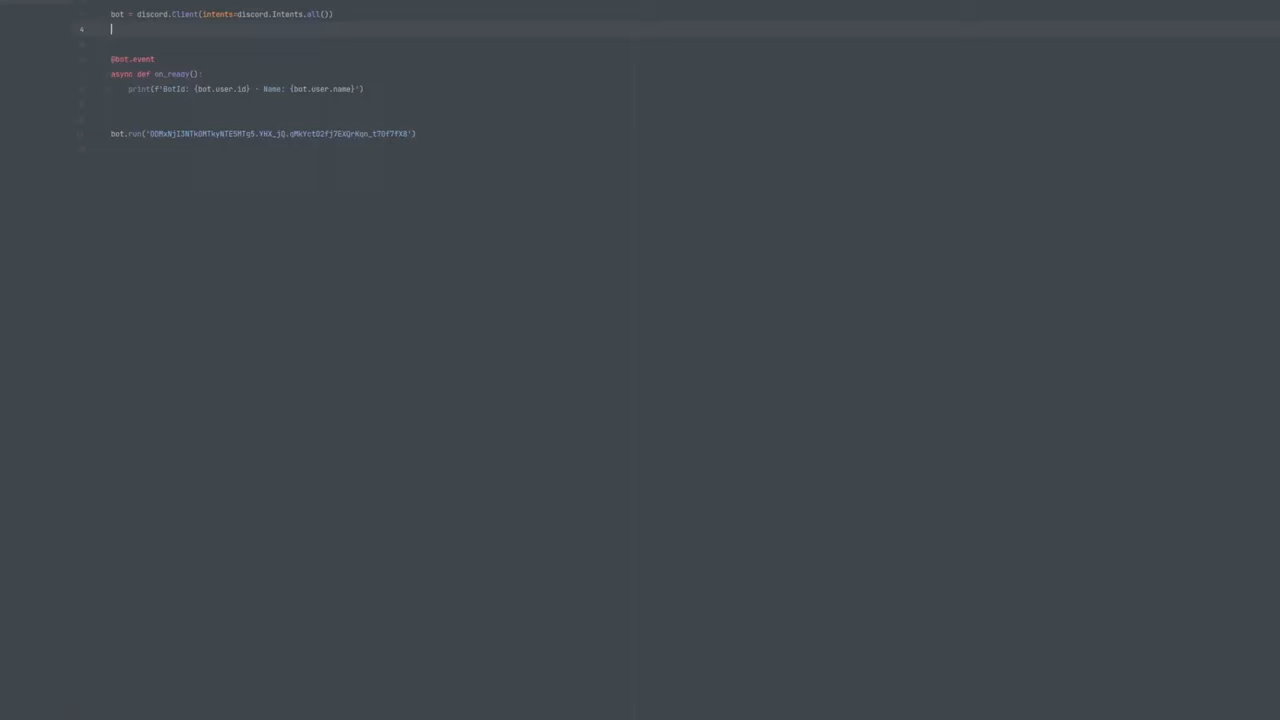 bot = discord.Client(intents=discord.Intents.all())
4
@bot.event
async def on_ready():
print(f'BotId: {bot.user.id} - Name: {bot.user.name}')
bot.run('')